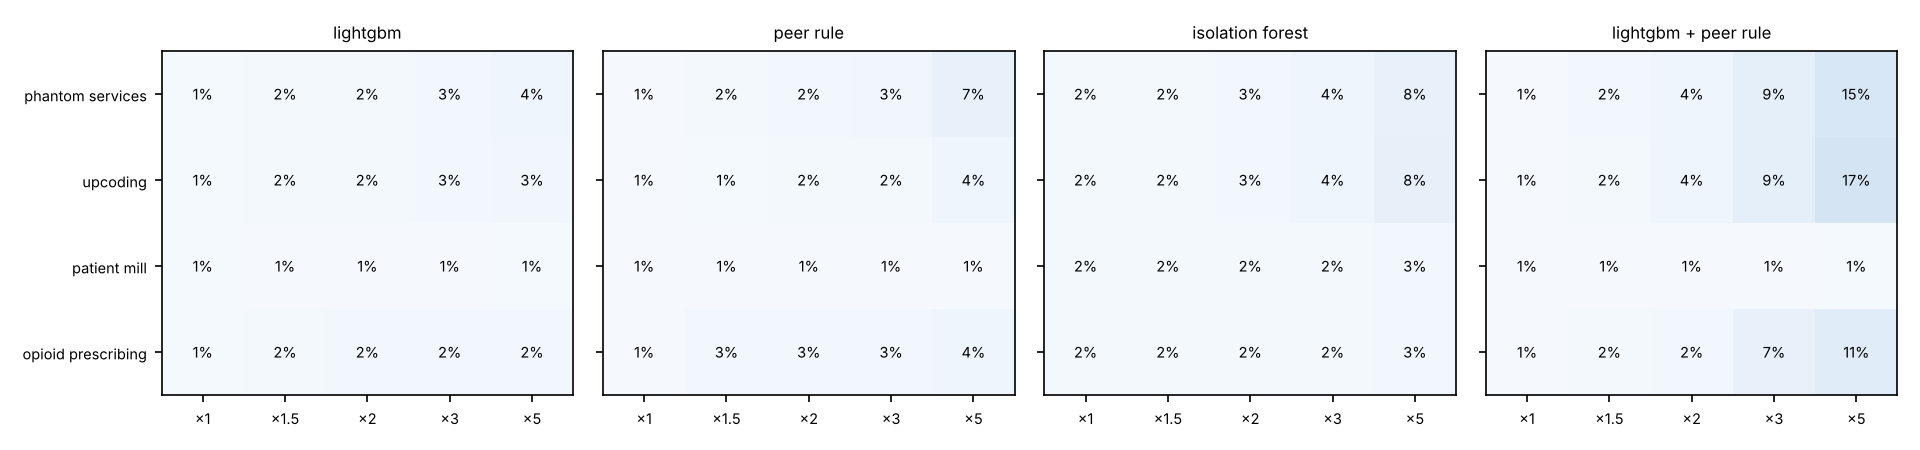 lightgbm peer rule isolation forest lightgbm + peer rule
phantom services 1% 2% 2% 3% 4% 1% 2% 2% 3% 7% 2% 2% 3% 4% 8% 1% 2% 4% 9% 15%
upcoding 1% 2% 2% 3% 3% 1% 1% 2% 2% 4% 2% 2% 3% 4% 8% 1% 2% 4% 9% 17%
patient mill 1% 1% 1% 1% 1% 1% 1% 1% 1% 1% 2% 2% 2% 2% 3% 1% 1% 1% 1% 1%
opioid prescribing 1% 2% 2% 2% 2% 1% 3% 3% 3% 4% 2% 2% 2% 2% 3% 1% 2% 2% 7% 11%
×1 ×1.5 ×2 ×3 ×5 ×1 ×1.5 ×2 ×3 ×5 ×1 ×1.5 ×2 ×3 ×5 ×1 ×1.5 ×2 ×3 ×5